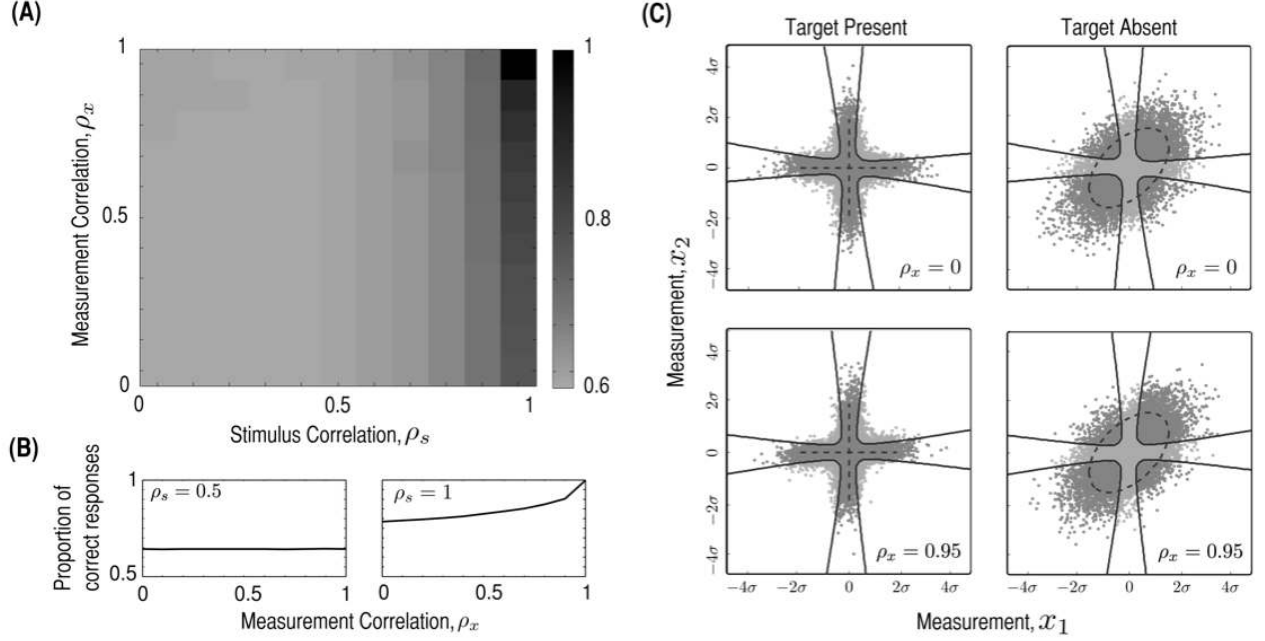 (A)
1
0.5
0
Measurement Correlation, ρx
0
0.5
1
Stimulus Correlation, ρs
1
0.8
0.6
(B)
Proportion of
correct responses
1
0.5
ρs = 0.5
0
0.5
1
ρs = 1
0
0.5
1
Measurement Correlation, ρx
(C)
Target Present
Target Absent
Measurement, x2
4σ
2σ
0
−2σ
−4σ
ρx = 0
ρx = 0
4σ
2σ
0
−2σ
−4σ
ρx = 0.95
ρx = 0.95
−4σ −2σ 0 2σ 4σ
−4σ −2σ 0 2σ 4σ
Measurement, x1